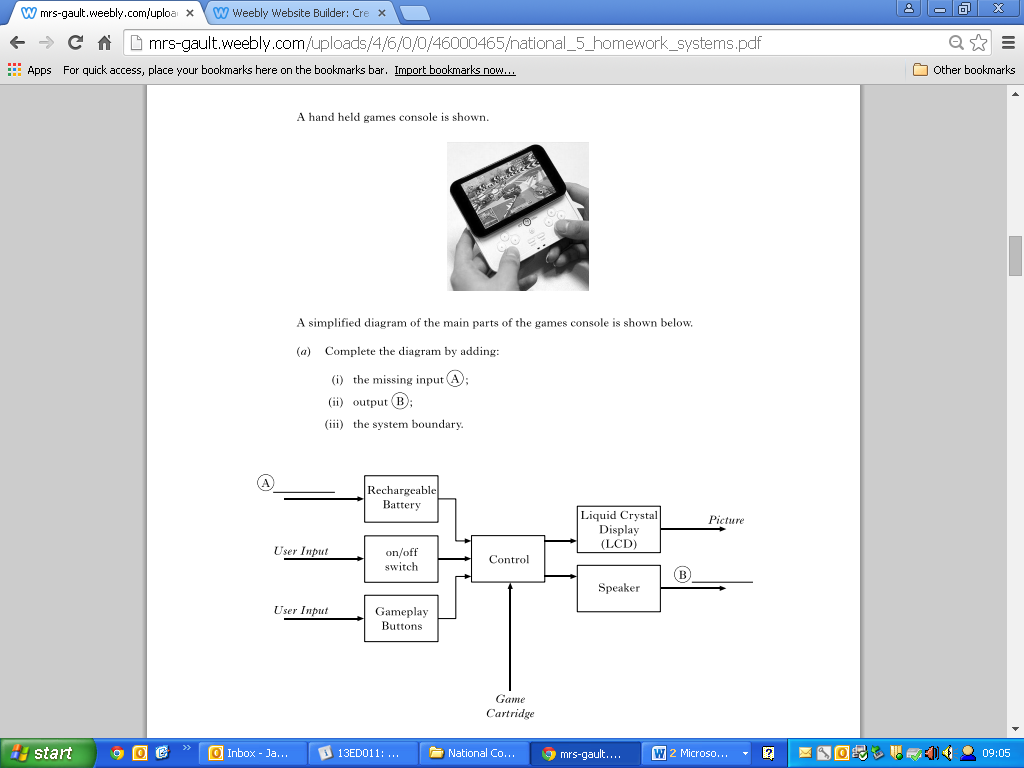 mrs-gault.weebly.com/uploa
Weebly Website Builder: Cre
mrs-gault.weebly.com/uploads/4/6/0/0/46000465/national_5_homework_systems.pdf
Apps For quick access, place your bookmarks here on the bookmarks bar. Import bookmarks now... Other bookmarks
A hand held games console is shown.
A simplified diagram of the main parts of the games console is shown below.
(a) Complete the diagram by adding:
(i) the missing input A;
(ii) output B;
(iii) the system boundary.
A
Rechargeable
Battery
User Input
on/off
switch
User Input
Gameplay
Buttons
Control
Liquid Crystal
Display
(LCD)
Picture
Speaker
B
Game
Cartridge
start
Inbox - Ja...
13ED011: ...
National Co...
mrs-gault....
2 Microso...
09:05